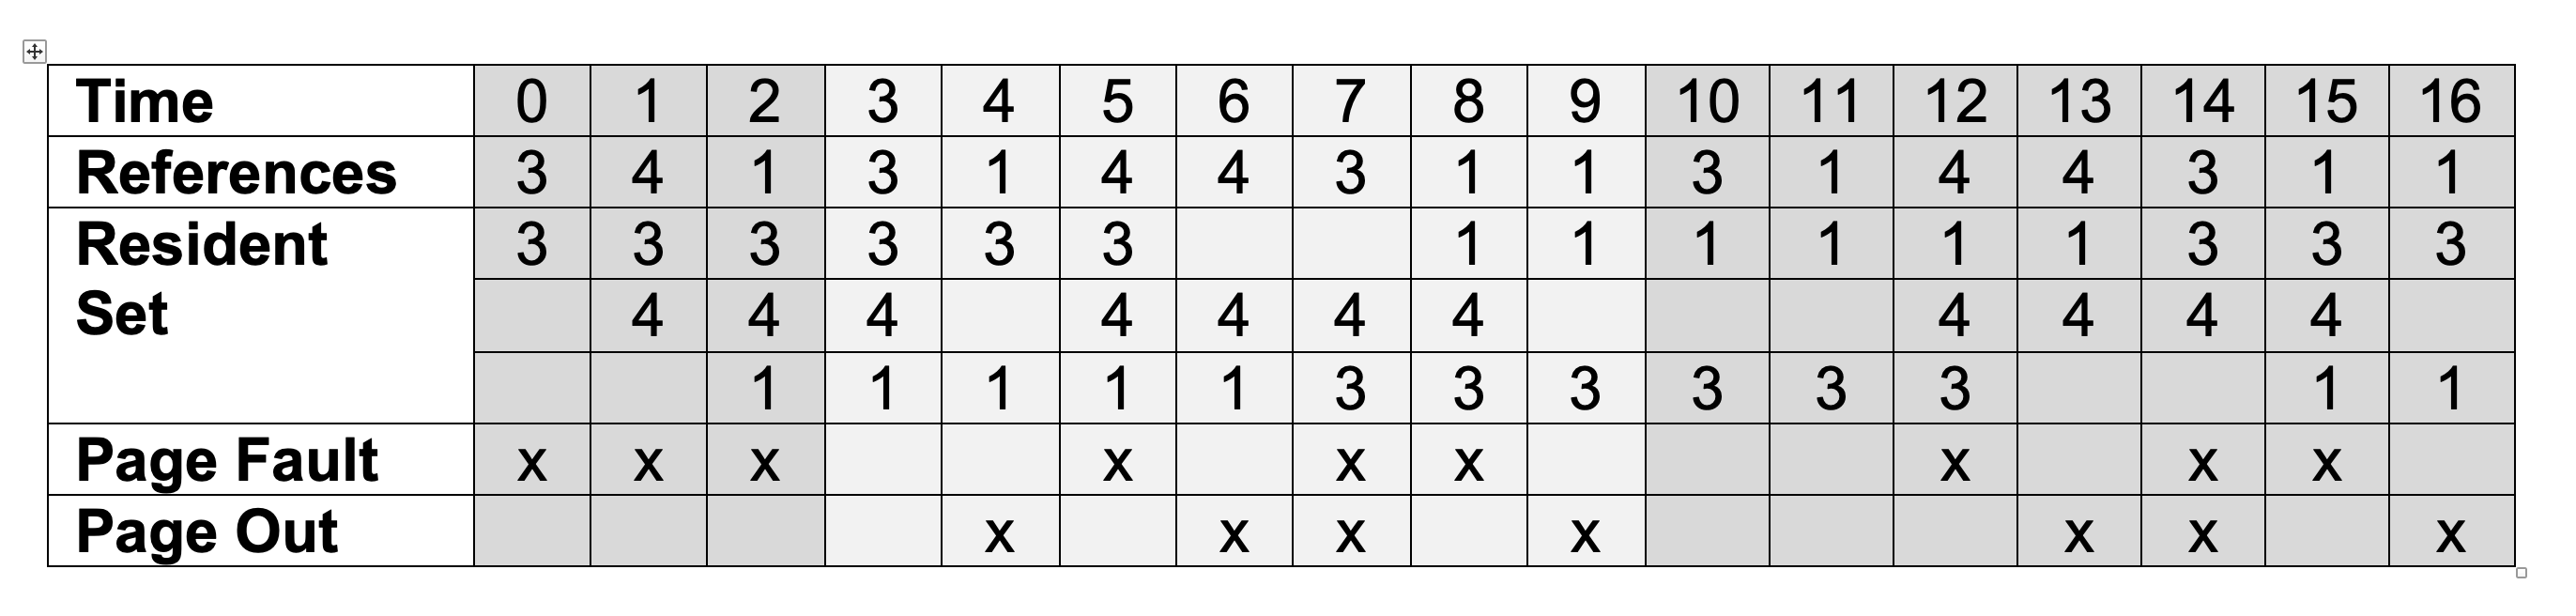 Time 0 1 2 3 4 5 6 7 8 9 10 11 12 13 14 15 16
References 3 4 1 3 1 4 4 3 1 1 3 1 4 4 3 1 1
Resident 3 3 3 3 3 3 1 1 1 1 1 1 3 3 3
Set 4 4 4 4 4 4 4 4 4 4 4
1 1 1 1 1 3 3 3 3 3 3 1 1
Page Fault x x x x x x x x x
Page Out x x x x x x x